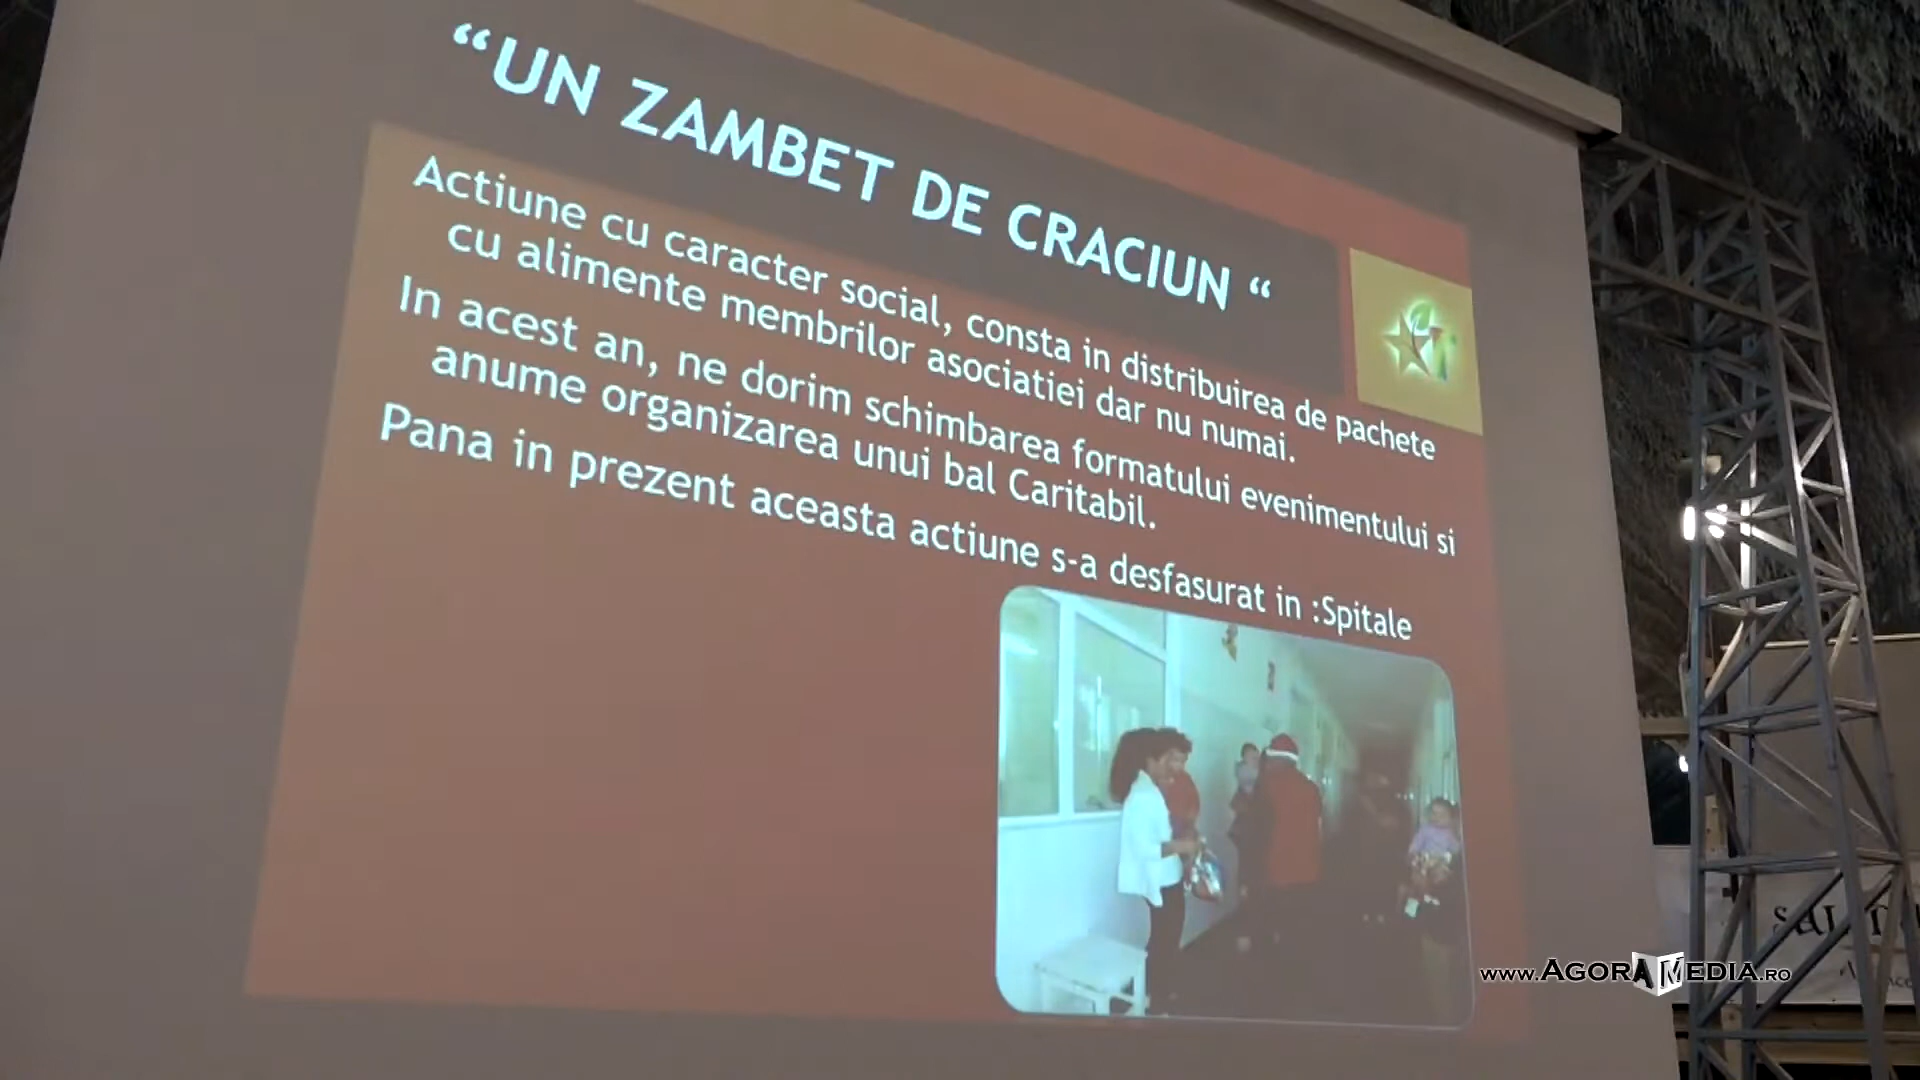 “UN ZAMBET DE CRACIUN “
Actiune cu caracter social, consta in distribuirea de pachete
cu alimente membrilor asociatiei dar nu numai.
In acest an, ne dorim schimbarea formatului evenimentului si
anume organizarea unui bal Caritabil.
Pana in prezent aceasta actiune s-a desfasurat in :Spitale
www.AGORAMEDIA.RO